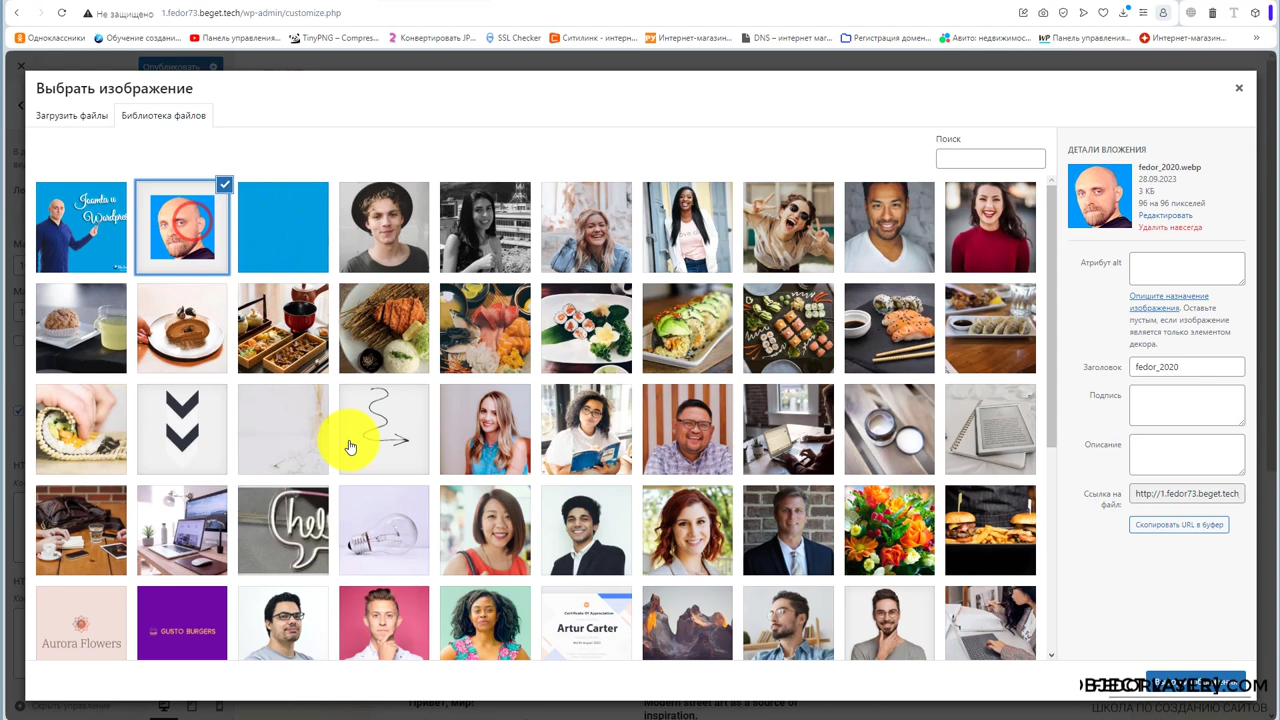 Не защищено
1.fedor73.beget.tech/wp-admin/customize.php
Одноклассники
Обучение создани...
Панель управления...
TinyPNG – Compres...
Конвертировать JP...
SSL Checker
Ситилинк - интерн...
Интернет-магазин...
DNS – интернет маг...
Регистрация домен...
Авито: недвижимос...
Панель управления...
Интернет-магазин...
Опубликовать
Выбрать изображение
Загрузить файлы
Библиотека файлов
Поиск
Joomla и
Wordpress
AURORA FLOWERS
GUSTO BURGERS
Certificate Of Appreciation
Artur Carter
ДЕТАЛИ ВЛОЖЕНИЯ
fedor_2020.webp
28.09.2023
3 КБ
96 на 96 пикселей
Редактировать
Удалить навсегда
Атрибут alt
Опишите назначение
изображения. Оставьте
пустым, если изображение
является только элементом
декора.
Заголовок
fedor_2020
Подпись
Описание
Ссылка на
файл:
http://1.fedor73.beget.tech
Скопировать URL в буфер
Скрыть управление
Привет, мир!
Modern street art as a source of
inspiration.
ШКОЛА ПО СОЗДАНИЮ САЙТОВ